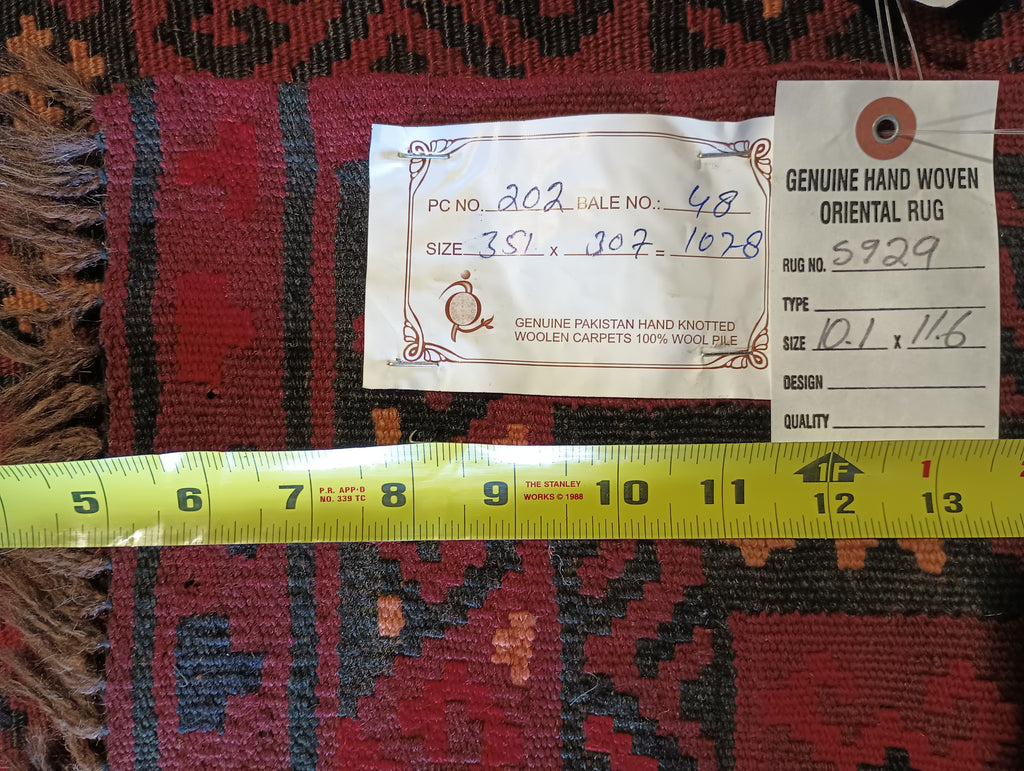 PC NO. 202 BALE NO.: 48
SIZE 351 x 307 = 1078
GENUINE PAKISTAN HAND KNOTTED
WOOLEN CARPETS 100% WOOL PILE
GENUINE HAND WOVEN
ORIENTAL RUG
RUG NO. 5929
TYPE
SIZE 10.1 x 11.6
DESIGN
QUALITY
5 6 7 P.R. APP'D 8 9 THE STANLEY 10 11 1F 12 1 13
NO. 339 TC WORKS © 1988